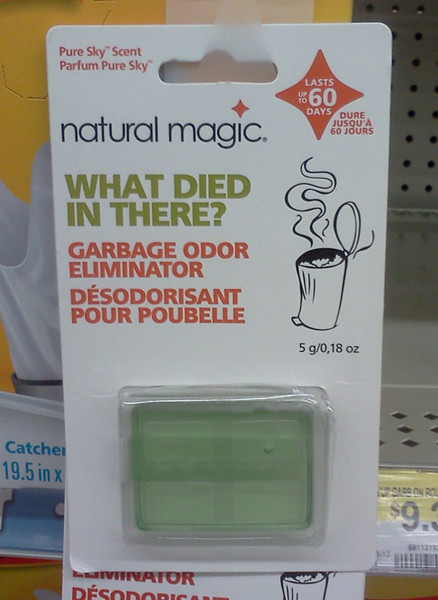 Pure Sky™ Scent
Parfum Pure Sky™
LASTS
UP TO 60
DAYS
DURE
JUSQU'À
60 JOURS
natural magic®
WHAT DIED
IN THERE?
GARBAGE ODOR
ELIMINATOR
DÉSODORISANT
POUR POUBELLE
5 g/0,18 oz
Catcher
19.5 in x
$9.3
ELIMINATOR
DÉSODORISANT